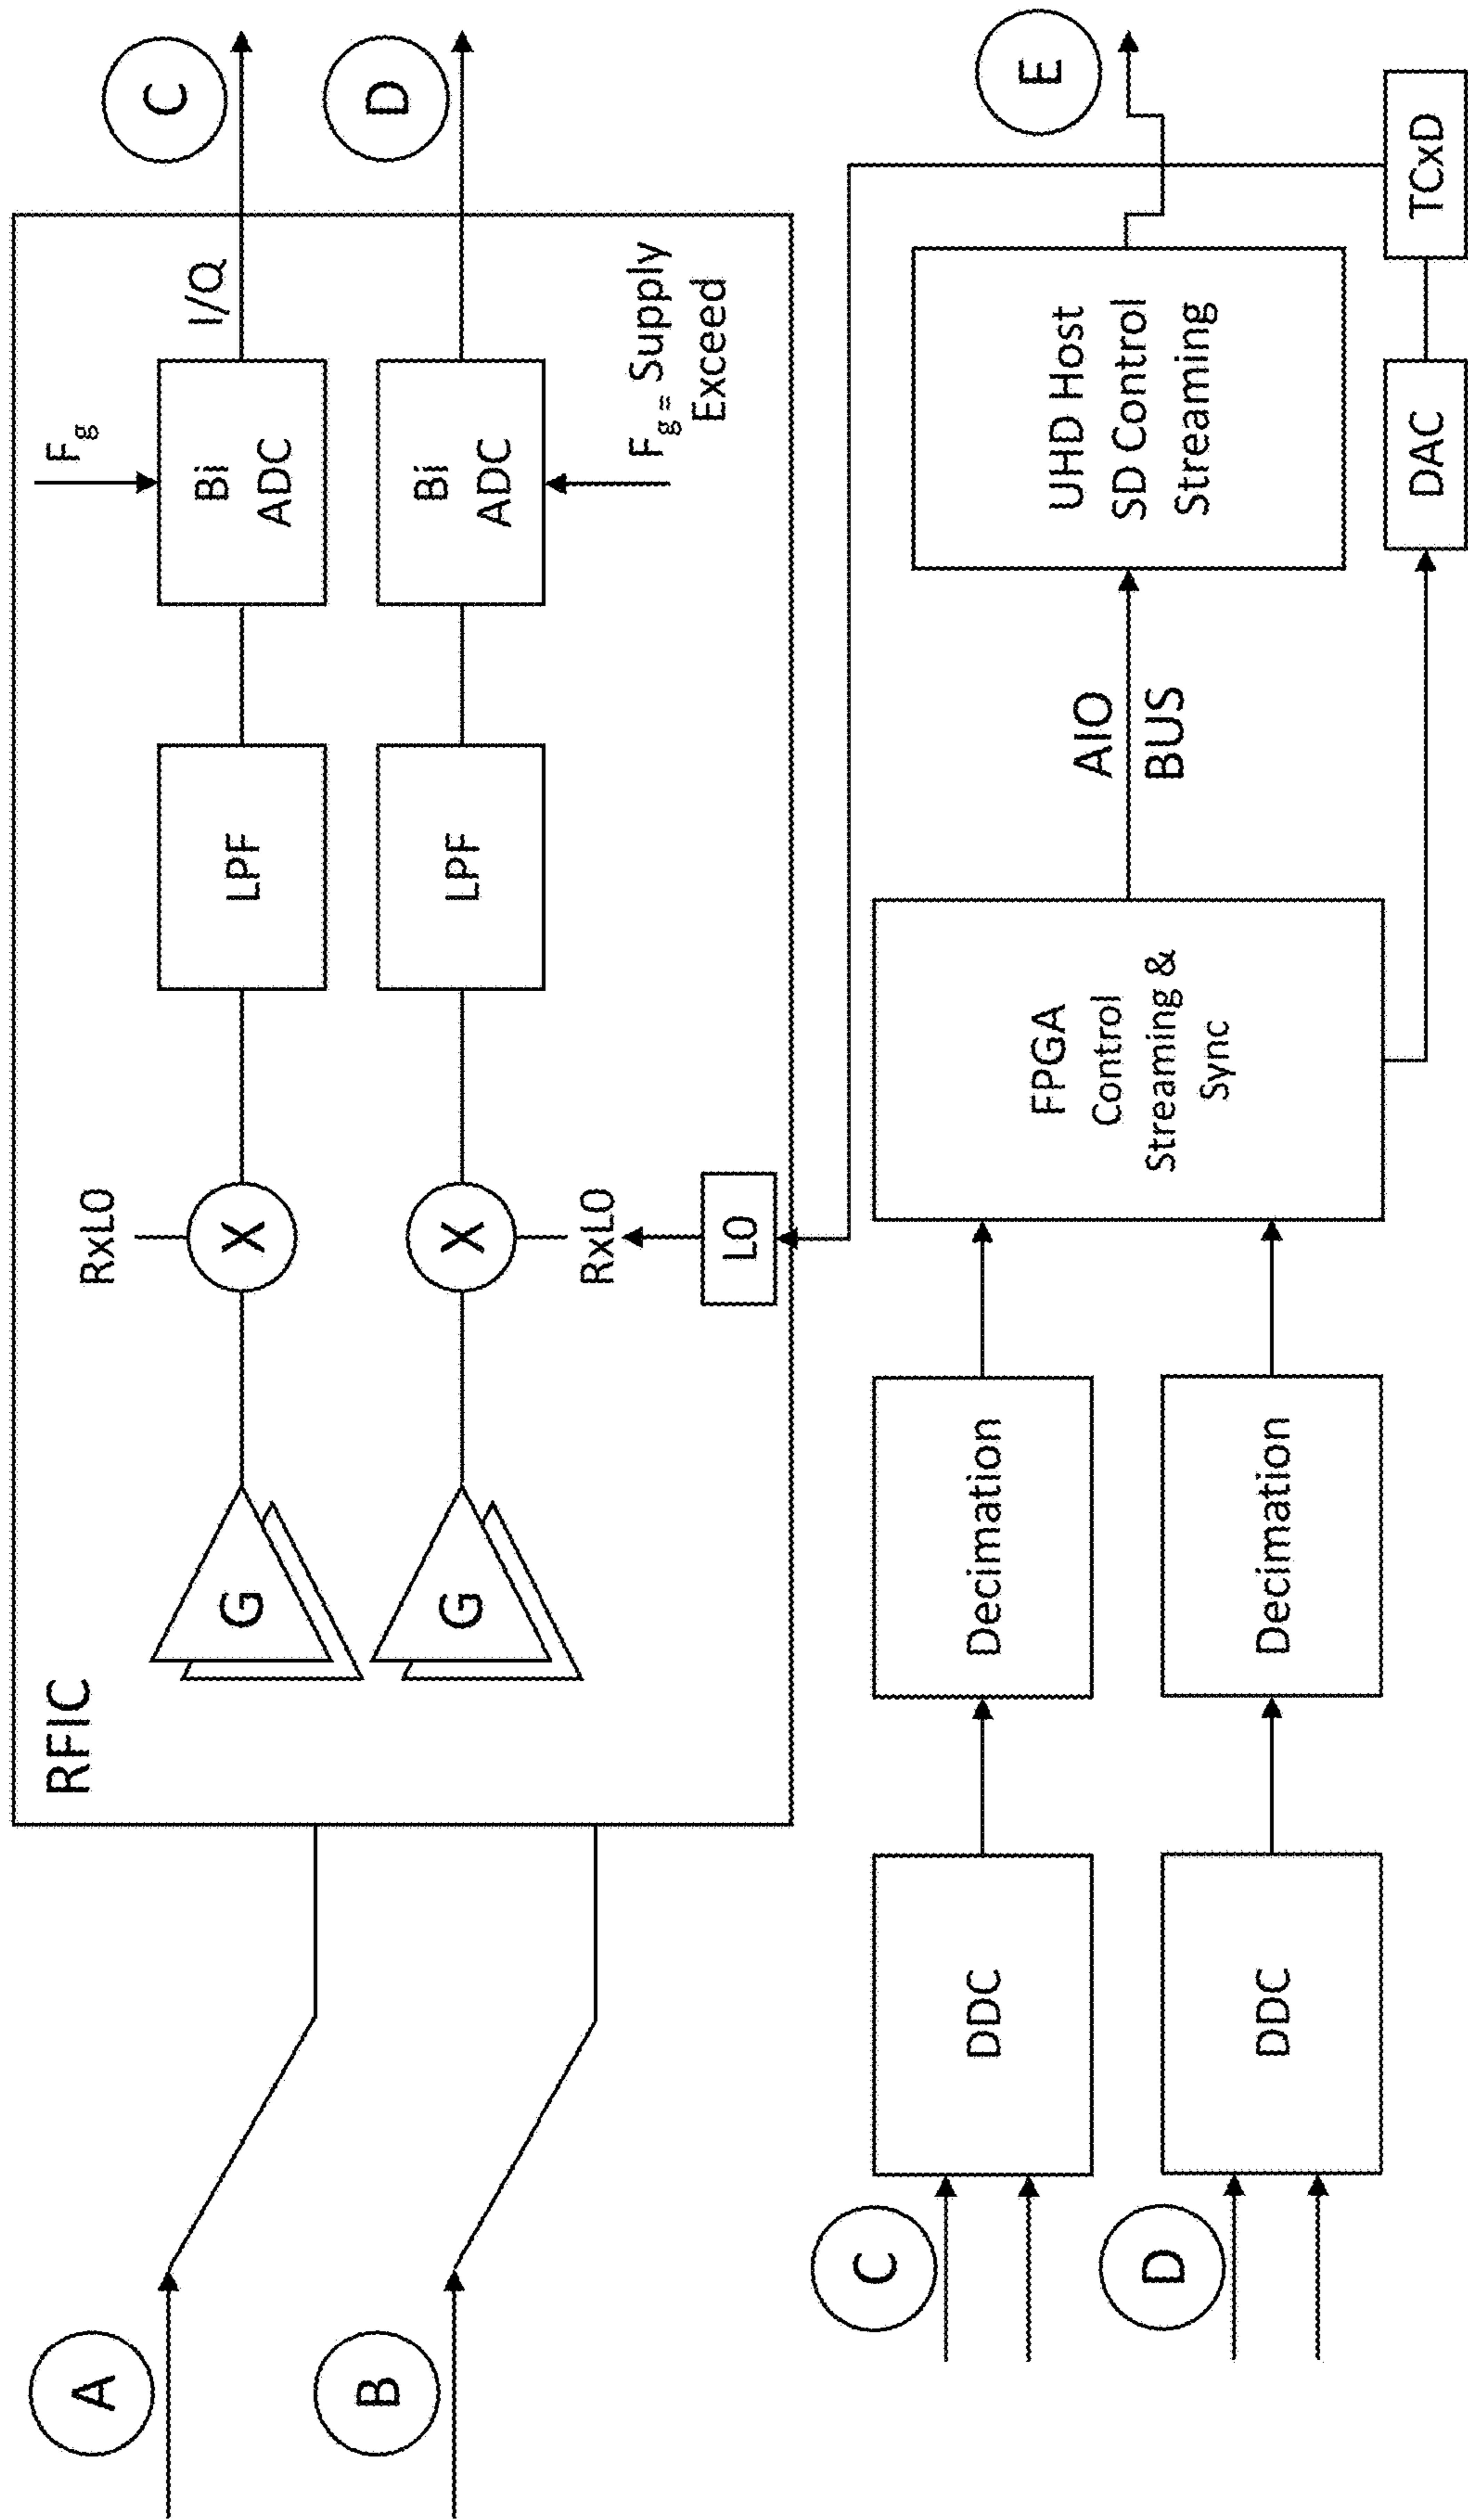 RFIC
A
B
G
G
RxLO
X
X
RxLO
LO
LPF
LPF
Fg
Bi
ADC
Bi
ADC
Fg = Supply
Exceed
I/Q
C
D
C
D
DDC
DDC
Decimation
Decimation
FPGA
Control
Streaming &
Sync
AIO
BUS
UHD Host
SD Control
Streaming
DAC
TCxD
E